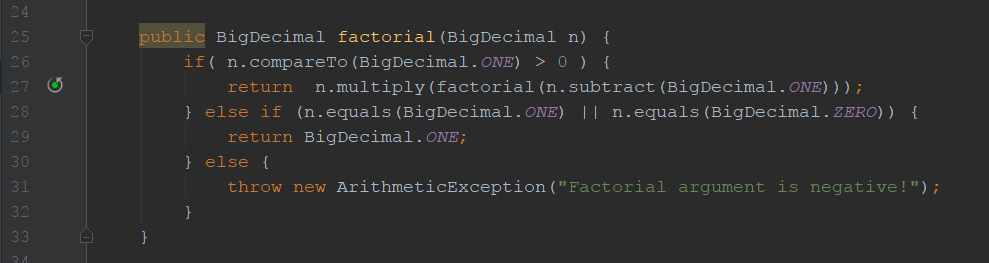 24
25 public BigDecimal factorial(BigDecimal n) {
26 if( n.compareTo(BigDecimal.ONE) > 0 ) {
27 return  n.multiply(factorial(n.subtract(BigDecimal.ONE)));
28 } else if (n.equals(BigDecimal.ONE) || n.equals(BigDecimal.ZERO)) {
29 return BigDecimal.ONE;
30 } else {
31 throw new ArithmeticException("Factorial argument is negative!");
32 }
33 }
34